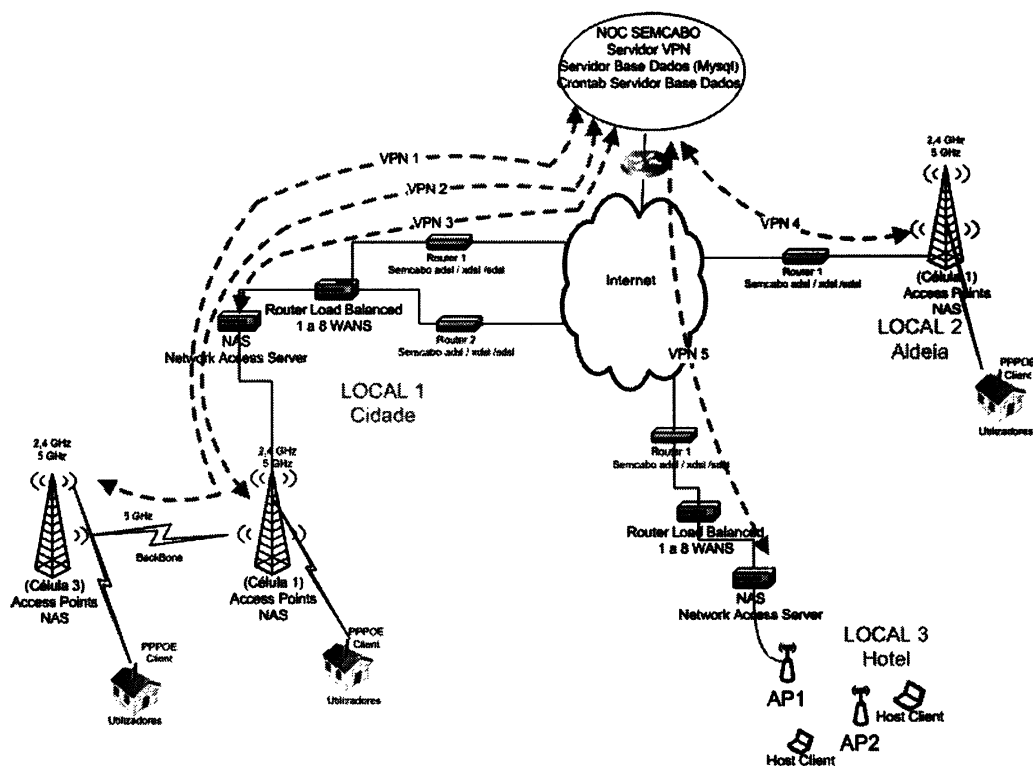 NOC SEMCABO
Servidor VPN
Servidor Base Dados (Mysql)
Crontab Servidor Base Dados
VPN 1
VPN 2
VPN 3
VPN 4
VPN 5
2,4 GHz
5 GHz
Internet
Router 1
Semcabo adsl / xdsl /sdsl
Router Load Balanced
1 a 8 WANS
Router 2
Semcabo adsl / xdsl /sdsl
NAS
Network Access Server
LOCAL 1
Cidade
Router 1
Semcabo adsl / xdsl /sdsl
(Célula 1)
Access Points
NAS
LOCAL 2
Aldeia
PPPOE
Client
Utilizadores
2,4 GHz
5 GHz
2,4 GHz
5 GHz
5 GHz
BackBone
(Célula 3)
Access Points
NAS
(Célula 1)
Access Points
NAS
PPPOE
Client
Utilizadores
PPPOE
Client
Utilizadores
Router 1
Semcabo adsl / xdsl /sdsl
Router Load Balanced
1 a 8 WANS
NAS
Network Access Server
LOCAL 3
Hotel
AP1
AP2
Host Client
Host Client